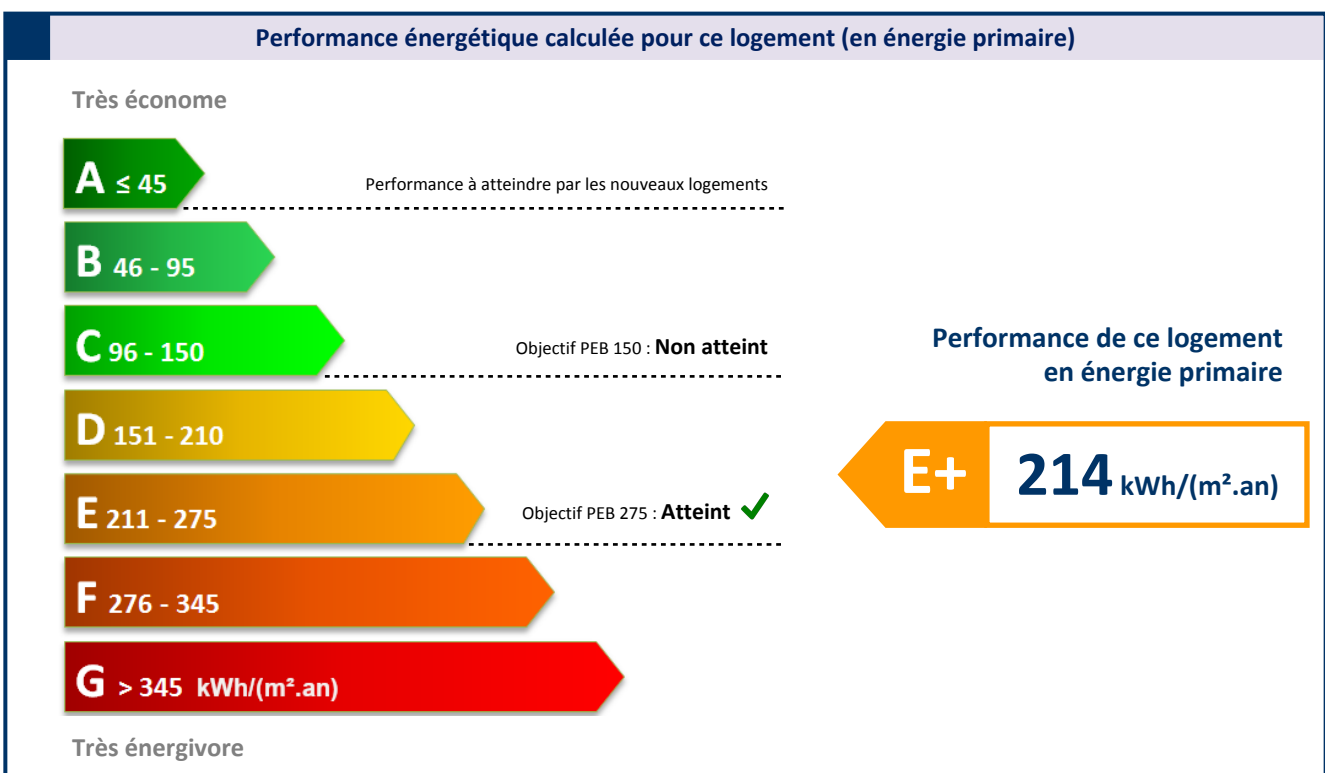 Performance énergétique calculée pour ce logement (en énergie primaire)
Très économe
A ≤ 45
Performance à atteindre par les nouveaux logements
B 46 - 95
C 96 - 150
Objectif PEB 150 : Non atteint
Performance de ce logement
en énergie primaire
D 151 - 210
E+ 214 kWh/(m².an)
E 211 - 275
Objectif PEB 275 : Atteint ✓
F 276 - 345
G > 345 kWh/(m².an)
Très énergivore